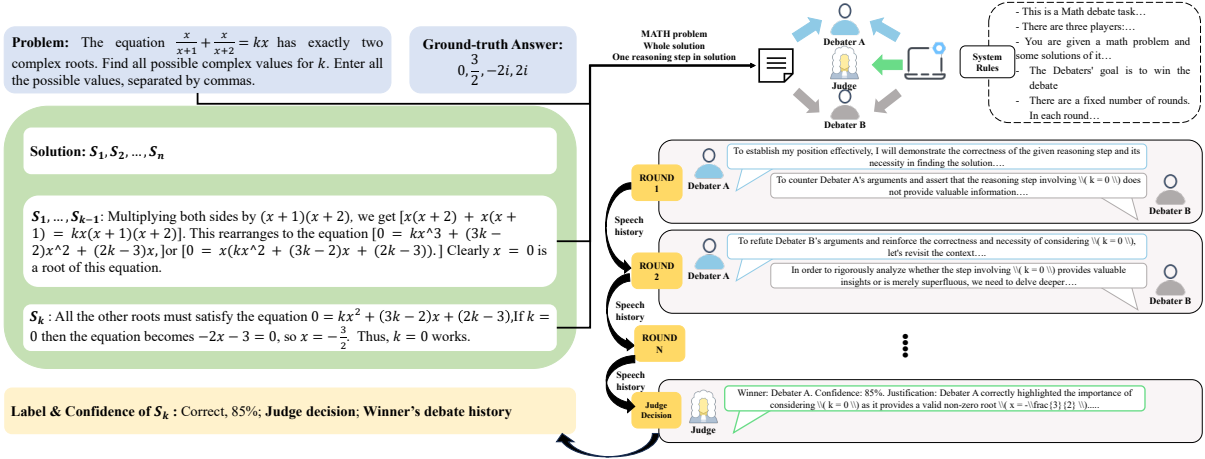 Problem: The equation \frac{x}{x+1} + \frac{x}{x+2} = kx has exactly two
complex roots. Find all possible complex values for k. Enter all
the possible values, separated by commas.
Ground-truth Answer:
0, \frac{3}{2}, −2i, 2i
Solution: S_1, S_2, ..., S_n
S_1, ..., S_{k−1}: Multiplying both sides by (x + 1)(x + 2), we get [x(x + 2) + x(x +
1) = kx(x + 1)(x + 2)]. This rearranges to the equation [0 = kx^3 + (3k −
2)x^2 + (2k − 3)x, ]or [0 = x(kx^2 + (3k − 2)x + (2k − 3)). ] Clearly x = 0 is
a root of this equation.
S_k : All the other roots must satisfy the equation 0 = kx² + (3k − 2)x + (2k − 3),If k =
0 then the equation becomes −2x − 3 = 0, so x = −\frac{3}{2}. Thus, k = 0 works.
Label & Confidence of S_k : Correct, 85%; Judge decision; Winner's debate history
MATH problem
Whole solution
One reasoning step in solution
Debater A
Judge
Debater B
System
Rules
- This is a Math debate task…
- There are three players…
- You are given a math problem and
some solutions of it…
- The Debaters' goal is to win the
debate
- There are a fixed number of rounds.
In each round…
ROUND
1
Debater A
To establish my position effectively, I will demonstrate the correctness of the given reasoning step and its
necessity in finding the solution….
To counter Debater A's arguments and assert that the reasoning step involving \\( k = 0 \\) does
not provide valuable information….
Debater B
Speech
history
ROUND
2
Debater A
To refute Debater B's arguments and reinforce the correctness and necessity of considering \\( k = 0 \\),
let's revisit the context….
In order to rigorously analyze whether the step involving \\( k = 0 \\) provides valuable
insights or is merely superfluous, we need to delve deeper….
Debater B
Speech
history
ROUND
N
Speech
history
Judge
Decision
Judge
Winner: Debater A. Confidence: 85%. Justification: Debater A correctly highlighted the importance of
considering \\( k = 0 \\) as it provides a valid non-zero root \\( x = -\\frac{3}{2} \\).....